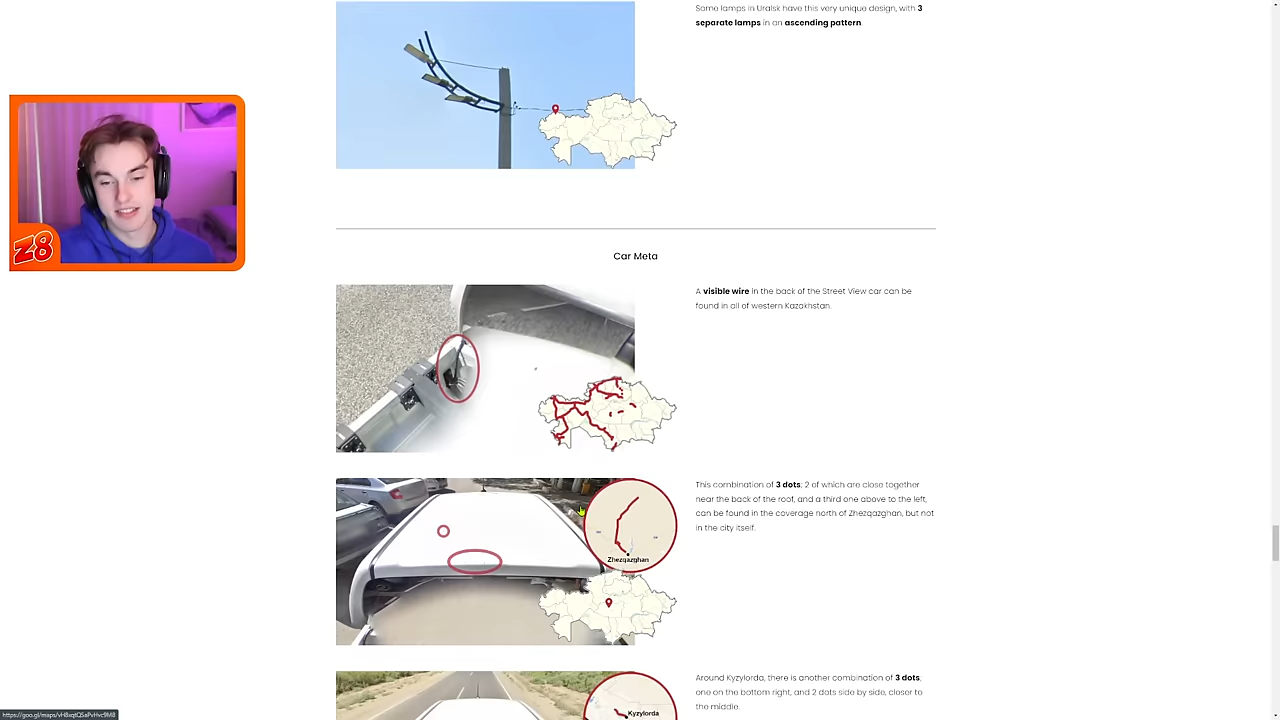 Some lamps in Uralsk have this very unique design, with 3
separate lamps in an ascending pattern.
Z8
Car Meta
A visible wire in the back of the Street View car can be
found in all of western Kazakhstan.
This combination of 3 dots; 2 of which are close together
near the back of the roof, and a third one above to the left,
can be found in the coverage north of Zhezqazghan, but not
in the city itself.
Zhezqazghan
Around Kyzylorda, there is another combination of 3 dots,
one on the bottom right, and 2 dots side by side, closer to
the middle.
Kyzylorda